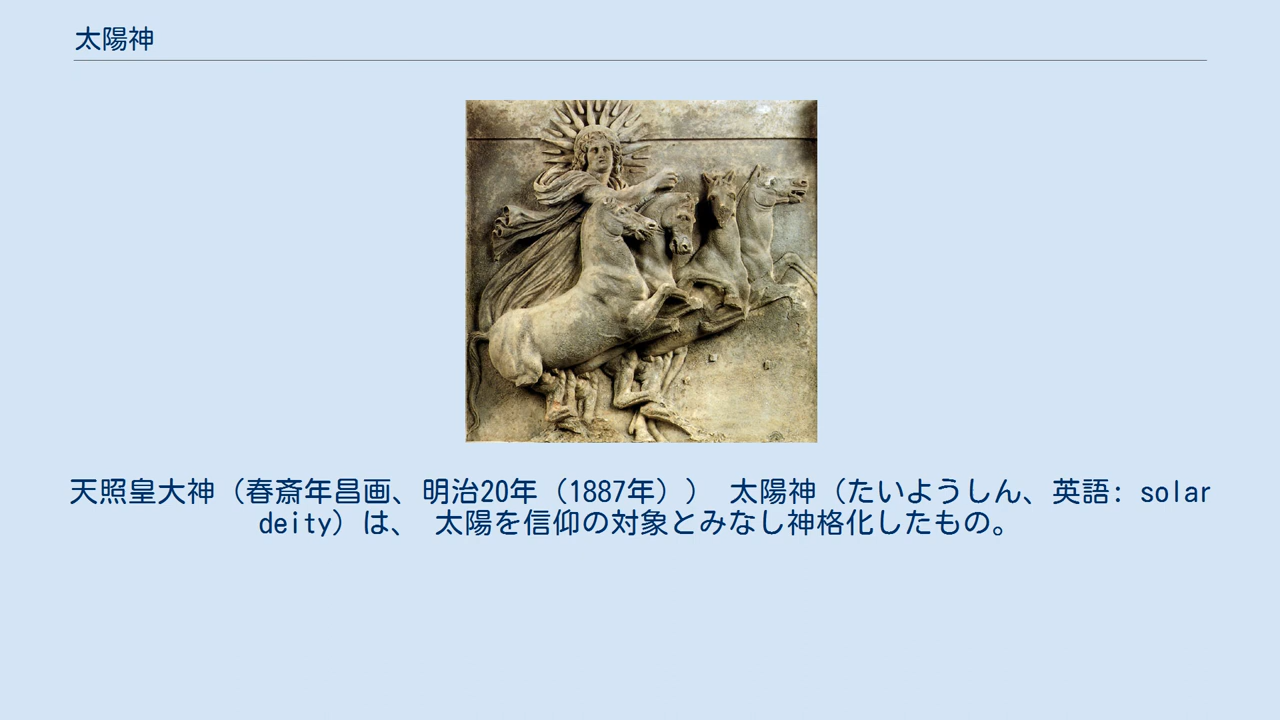 太陽神
天照皇大神（春斎年昌画、明治20年（1887年）） 太陽神（たいようしん、英語: solar
deity）は、 太陽を信仰の対象とみなし神格化したもの。